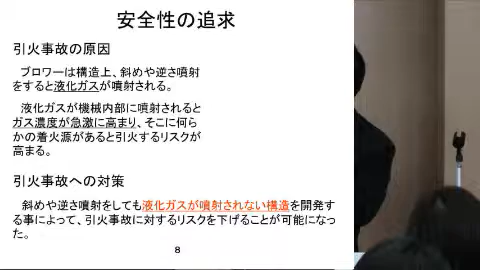 安全性の追求
引火事故の原因
ブロワーは構造上、斜めや逆さ噴射
をすると液化ガスが噴射される。
液化ガスが機械内部に噴射されると
ガス濃度が急激に高まり、そこに何ら
かの着火源があると引火するリスクが
高まる。
引火事故への対策
斜めや逆さ噴射をしても液化ガスが噴射されない構造を開発す
る事によって、引火事故に対するリスクを下げることが可能になっ
た。
8